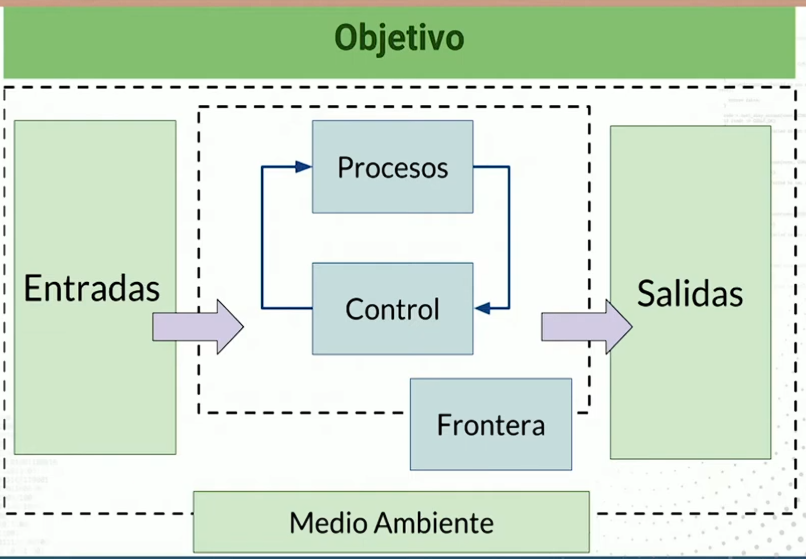 Objetivo
Procesos
Entradas
Control
Salidas
Frontera
Medio Ambiente